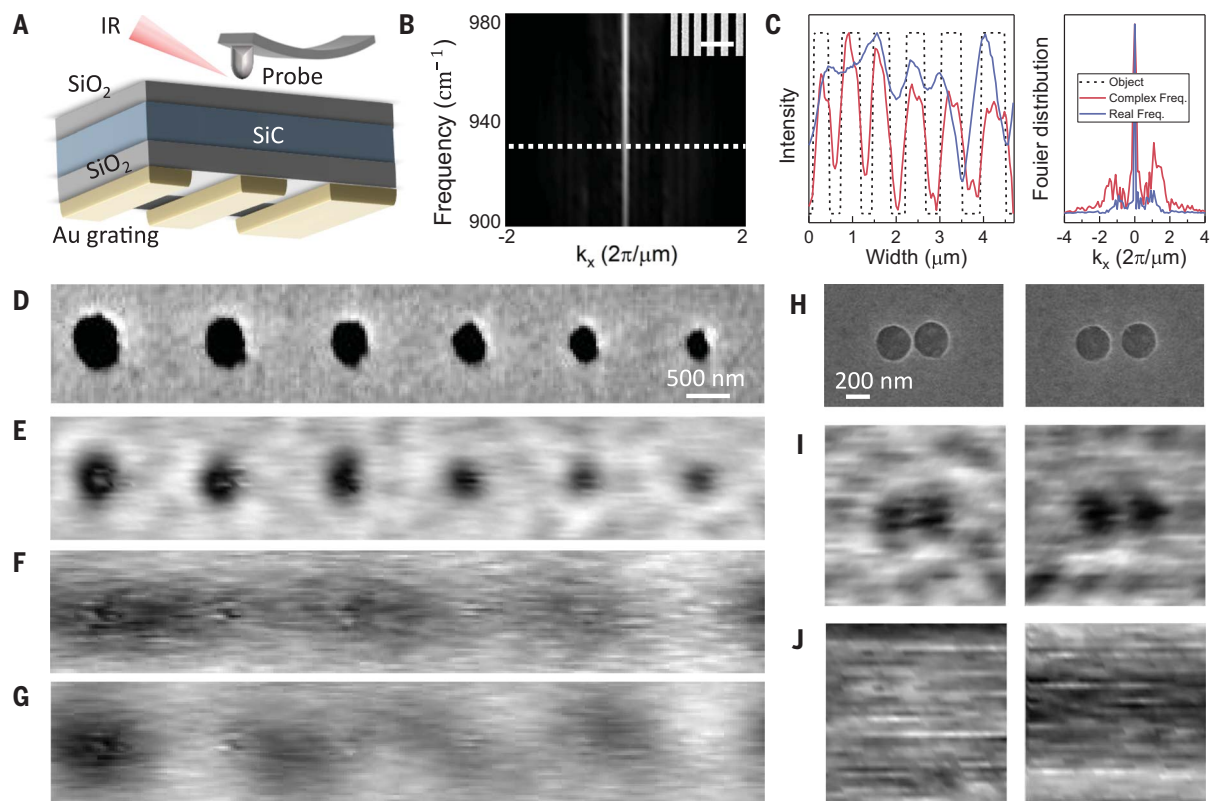 A
IR
Probe
SiO2
SiC
SiO2
Au grating
B
Frequency (cm−1)
980
940
900
-2
2
kx (2π/μm)
C
Intensity
0
1
2
3
4
Width (μm)
Fouier distribution
Object
Complex Freq.
Real Freq.
-4
-2
0
2
4
kx (2π/μm)
D
500 nm
E
F
G
H
200 nm
I
J